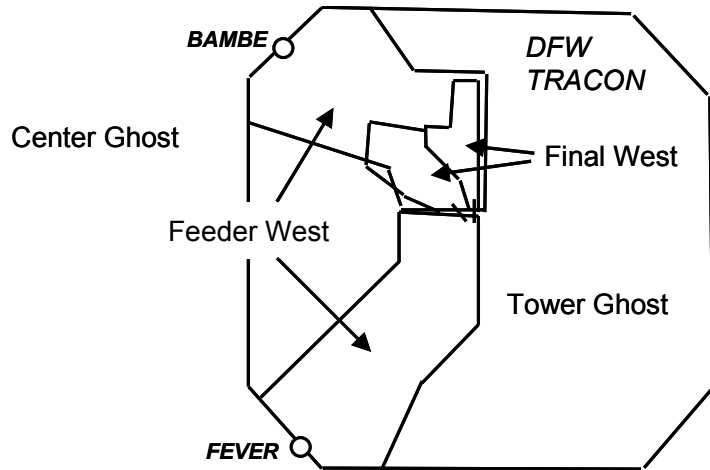 BAMBE
DFW
TRACON
Center Ghost
Final West
Feeder West
Tower Ghost
FEVER